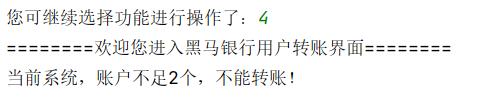 您可继续选择功能进行操作了：4
========欢迎您进入黑马银行用户转账界面========
当前系统，账户不足2个，不能转账！